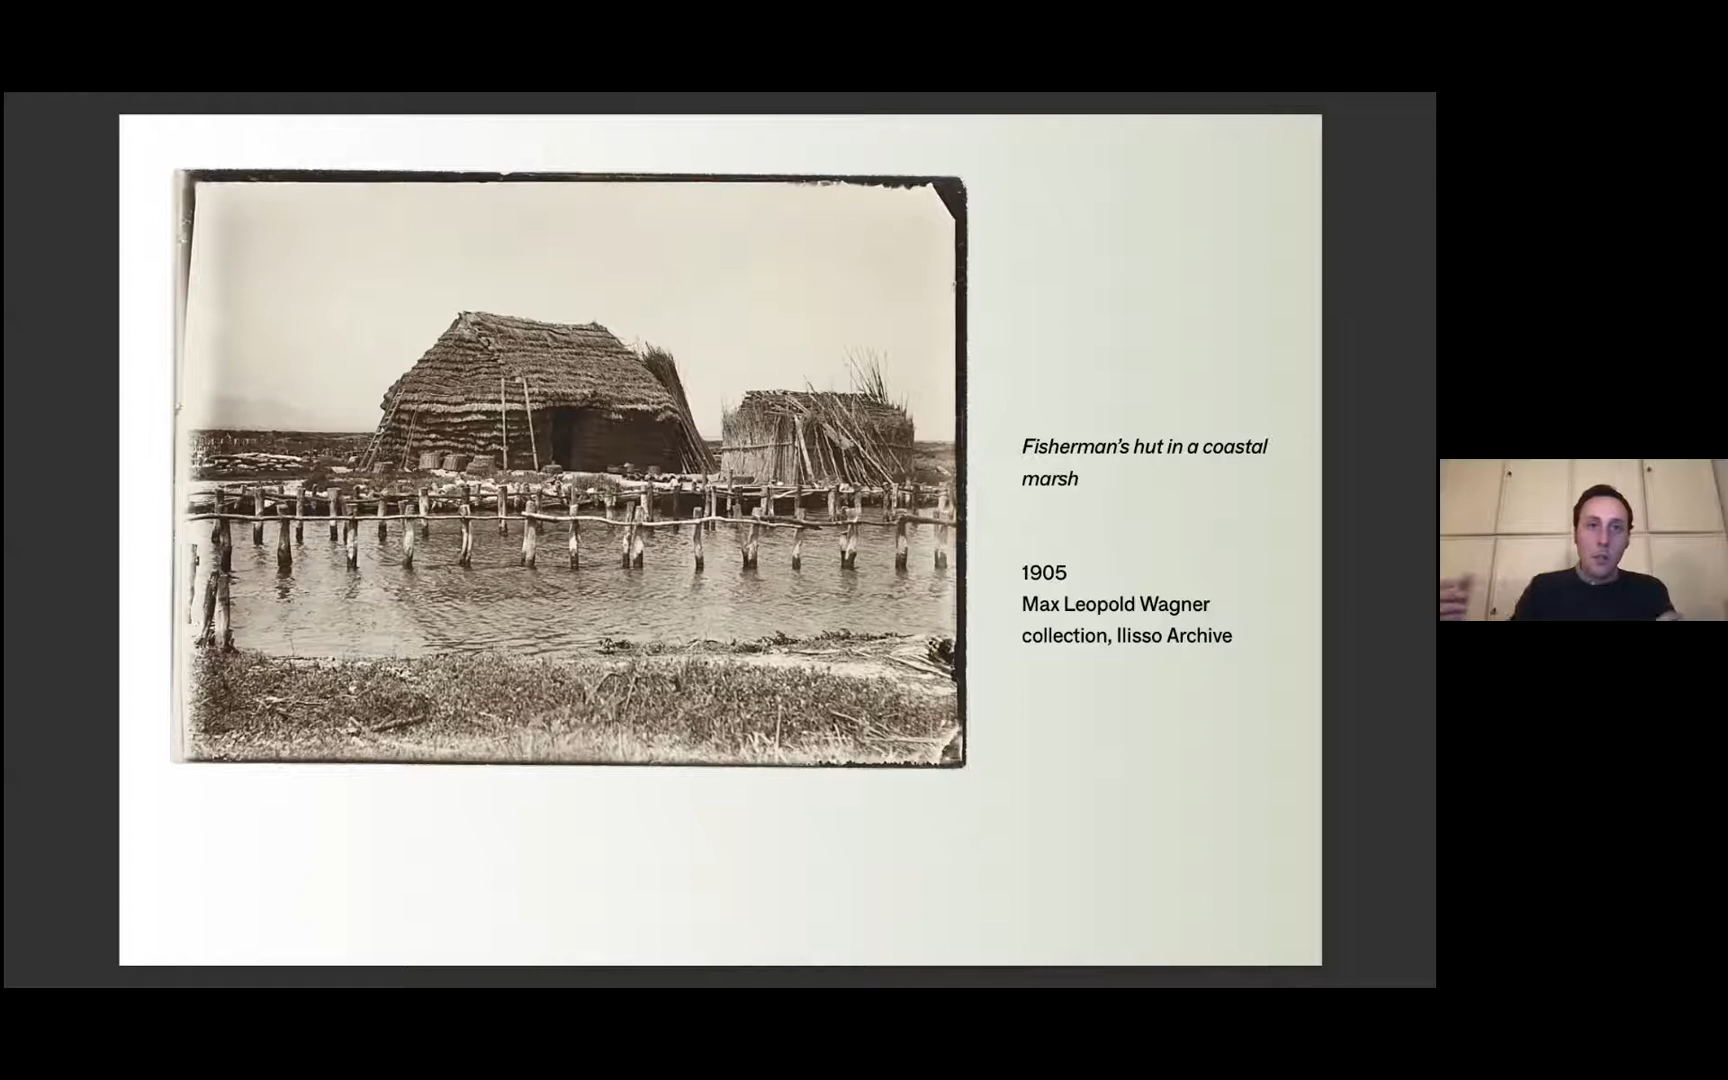 Fisherman’s hut in a coastal
marsh
1905
Max Leopold Wagner
collection, Ilisso Archive